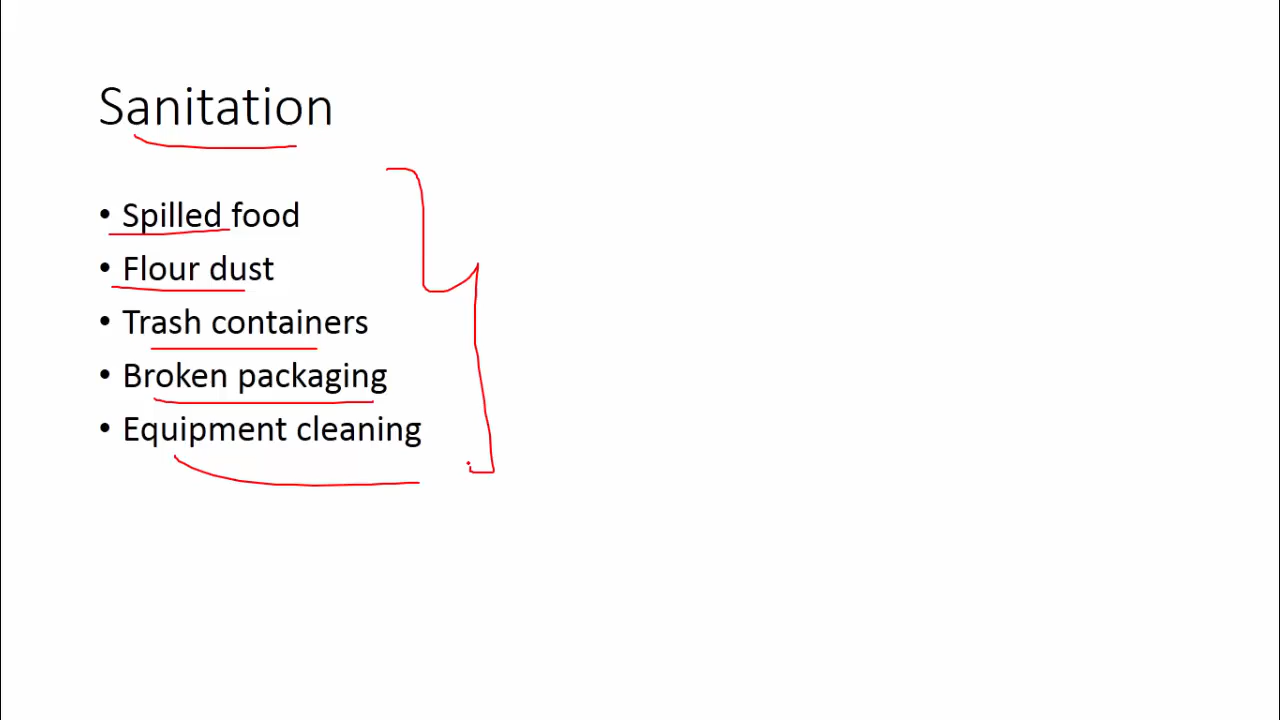 Sanitation
• Spilled food
• Flour dust
• Trash containers
• Broken packaging
• Equipment cleaning